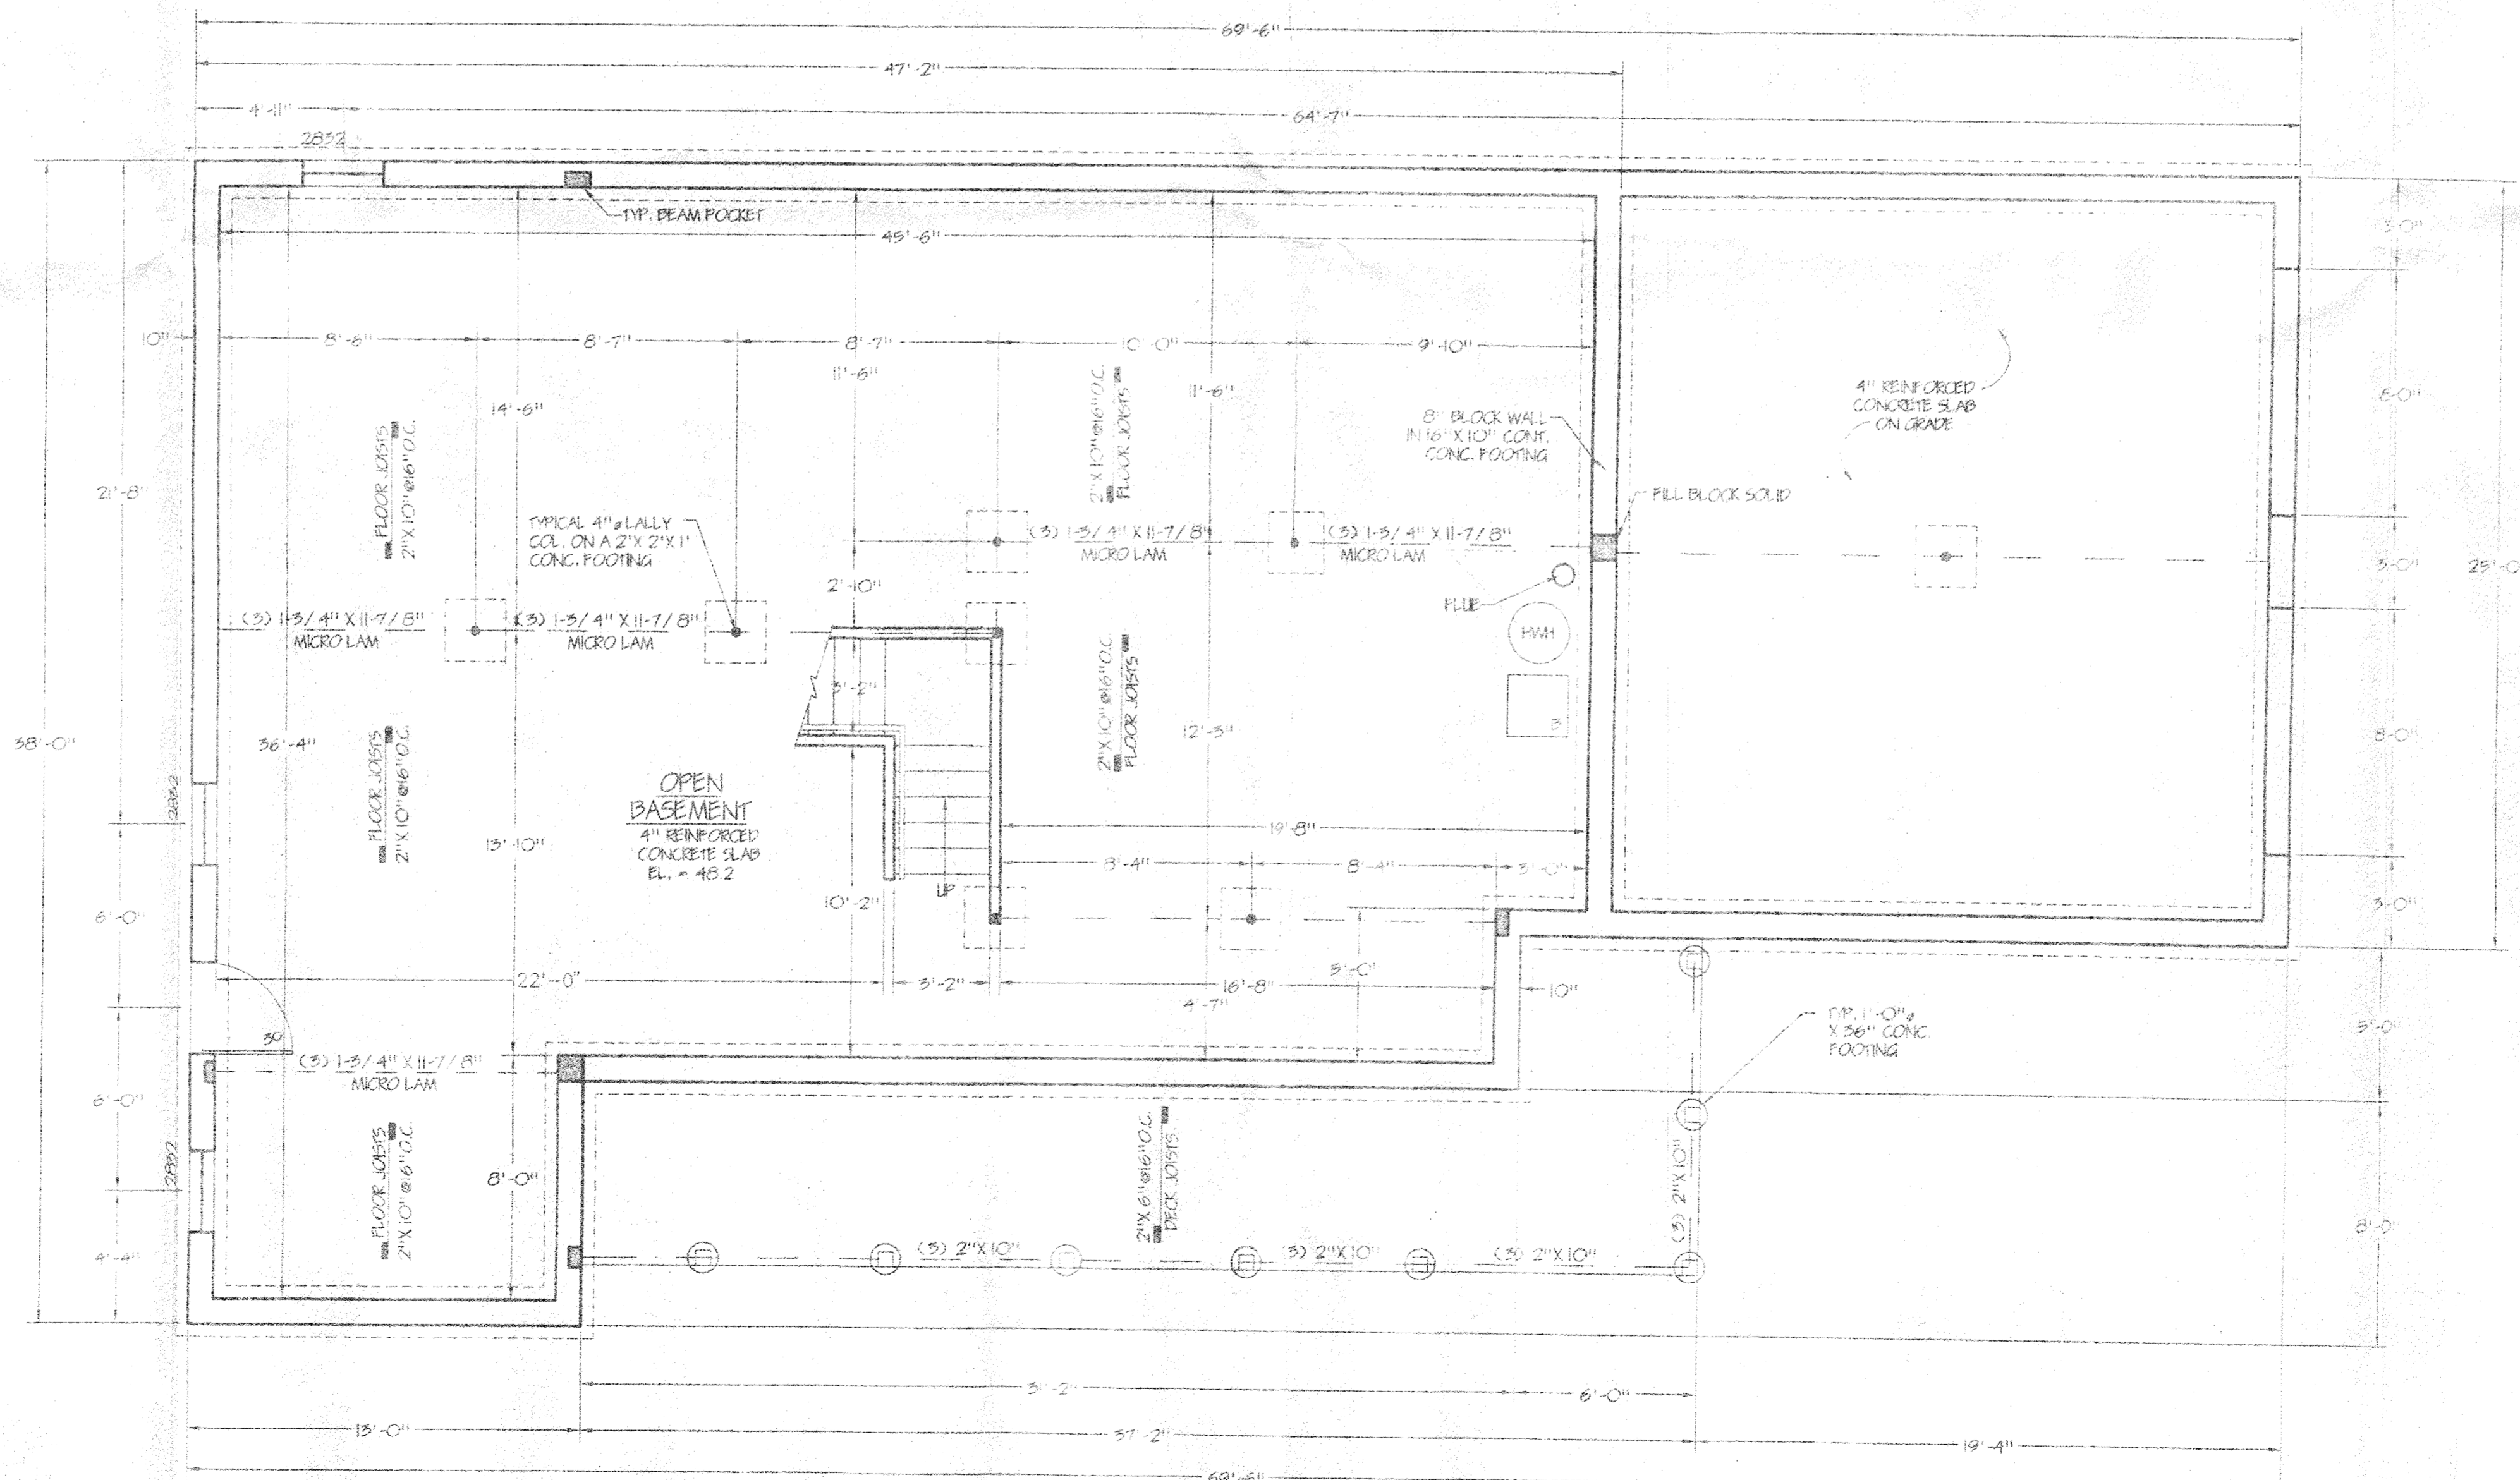 69'-6"
47'-2"
4'-11"
64'-7"
2832
TYP. BEAM POCKET
45'-6"
3'-0"
10"
8'-6"
8'-7"
8'-7"
10'-0"
9'-10"
11'-6"
11'-6"
14'-6"
4" REINFORCED
CONCRETE SLAB
ON GRADE
6'-0"
8" BLOCK WALL
IN 16" X 10" CONT.
CONC. FOOTING
FLOOR JOISTS
2"X10"@16"O.C.
2"X10"@16"O.C.
FLOOR JOISTS
21'-8"
FILL BLOCK SOLID
TYPICAL 4"ø LALLY
COL. ON A 2'X 2'X1'
CONC. FOOTING
(3) 1-3/4" X 11-7/8"
MICRO LAM
(3) 1-3/4" X 11-7/8"
MICRO LAM
3'-0"
2'-10"
FLUE
(3) 1-3/4" X 11-7/8"
MICRO LAM
(3) 1-3/4" X 11-7/8"
MICRO LAM
HWH
3'-2"
B
38'-0"
36'-4"
12'-3"
8'-0"
2832
FLOOR JOISTS
2"X10"@16"O.C.
2"X10"@16"O.C.
FLOOR JOISTS
OPEN
BASEMENT
4" REINFORCED
CONCRETE SLAB
EL. = 48.2
13'-10"
19'-8"
8'-4"
8'-4"
3'-0"
UP
10'-2"
3'-0"
6'-0"
22'-0"
3'-2"
16'-8"
5'-0"
10"
4'-7"
TYP. 1'-0"ø
X 36" CONC.
FOOTING
5'-0"
30
(3) 1-3/4" X 11-7/8"
MICRO LAM
6'-0"
2832
FLOOR JOISTS
2"X10"@16"O.C.
8'-0"
2"X6"@16"O.C.
DECK JOISTS
(3) 2"X10"
8'-0"
4'-4"
(3) 2"X10"
(3) 2"X10"
(3) 2"X10"
6'-0"
13'-0"
37'-2"
19'-4"
69'-6"